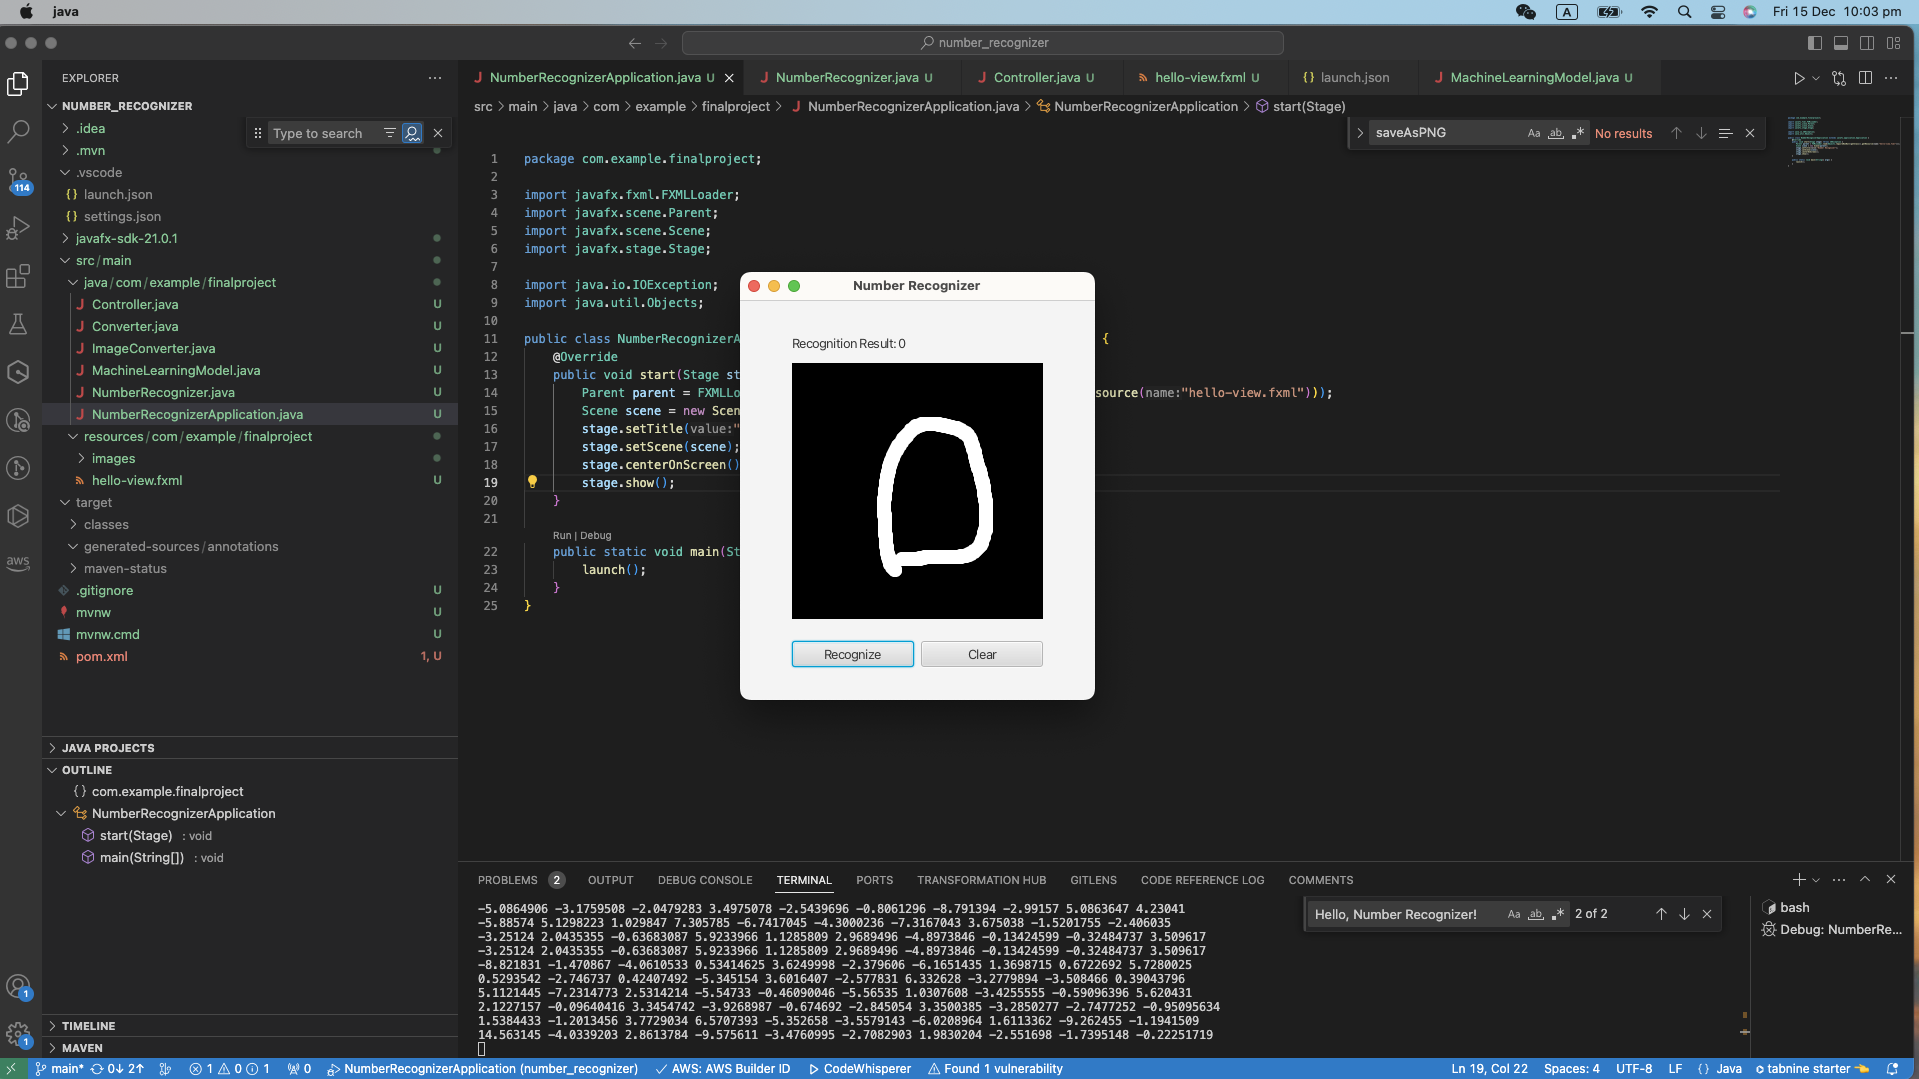 java
Fri 15 Dec 10:03 pm
number_recognizer
EXPLORER
NumberRecognizerApplication.java U
NumberRecognizer.java U
Controller.java U
hello-view.fxml U
launch.json
MachineLearningModel.java U
src > main > java > com > example > finalproject > NumberRecognizerApplication.java > NumberRecognizerApplication > start(Stage)
NUMBER_RECOGNIZER
.idea
.mvn
.vscode
launch.json
settings.json
javafx-sdk-21.0.1
src/main
java/com/example/finalproject
Controller.java U
Converter.java U
ImageConverter.java U
MachineLearningModel.java U
NumberRecognizer.java U
NumberRecognizerApplication.java U
resources/com/example/finalproject
images
hello-view.fxml U
target
classes
generated-sources/annotations
maven-status
.gitignore U
mvnw U
mvnw.cmd U
pom.xml 1, U
Type to search
114
aws
1
1
JAVA PROJECTS
OUTLINE
com.example.finalproject
NumberRecognizerApplication
start(Stage) : void
main(String[]) : void
TIMELINE
MAVEN
saveAsPNG Aa ab No results
1 package com.example.finalproject;
2
3 import javafx.fxml.FXMLLoader;
4 import javafx.scene.Parent;
5 import javafx.scene.Scene;
6 import javafx.stage.Stage;
7
8 import java.io.IOException;
9 import java.util.Objects;
10
11 public class NumberRecognizerA {
12 @Override
13 public void start(Stage st
14 Parent parent = FXMLLo source(name:"hello-view.fxml")));
15 Scene scene = new Scen
16 stage.setTitle(value:"
17 stage.setScene(scene);
18 stage.centerOnScreen()
19 stage.show();
20 }
21
Run | Debug
22 public static void main(St
23 launch();
24 }
25 }
Number Recognizer
Recognition Result: 0
Recognize
Clear
PROBLEMS 2 OUTPUT DEBUG CONSOLE TERMINAL PORTS TRANSFORMATION HUB GITLENS CODE REFERENCE LOG COMMENTS
-5.0864906 -3.1759508 -2.0479283 3.4975078 -2.5439696 -0.8061296 -8.791394 -2.99157 5.0863647 4.23041
-5.88574 5.1298223 1.029847 7.305785 -6.7417045 -4.3000236 -7.3167043 3.675038 -1.5201755 -2.406035
-3.25124 2.0435355 -0.63683087 5.9233966 1.1285809 2.9689496 -4.8973846 -0.13424599 -0.32484737 3.509617
-3.25124 2.0435355 -0.63683087 5.9233966 1.1285809 2.9689496 -4.8973846 -0.13424599 -0.32484737 3.509617
-8.821831 -1.470867 -4.0610533 0.53414625 3.6249998 -2.379606 -6.1651435 1.3698715 0.6722692 5.7280025
0.5293542 -2.746737 0.42407492 -5.345154 3.6016407 -2.577831 6.332628 -3.2779894 -3.508466 0.39043796
5.1121445 -7.2314773 2.5314214 -5.54733 -0.46090046 -5.56535 1.0307608 -3.4255555 -0.59096396 5.620431
2.1227157 -0.09640416 3.3454742 -3.9268987 -0.674692 -2.845054 3.3500385 -3.2850277 -2.7477252 -0.95095634
1.5384433 -1.2013456 3.7729034 6.5707393 -5.352658 -3.5579143 -6.0208964 1.6113362 -9.262455 -1.1941509
14.563145 -4.0339203 2.8613784 -9.575611 -3.4760995 -2.7082903 1.9830204 -2.551698 -1.7395148 -0.22251719
Hello, Number Recognizer! Aa ab 2 of 2
bash
Debug: NumberRe...
main* 0↓ 2↑ 1 0 1 0 NumberRecognizerApplication (number_recognizer) AWS: AWS Builder ID CodeWhisperer Found 1 vulnerability
Ln 19, Col 22 Spaces: 4 UTF-8 LF { } Java tabnine starter